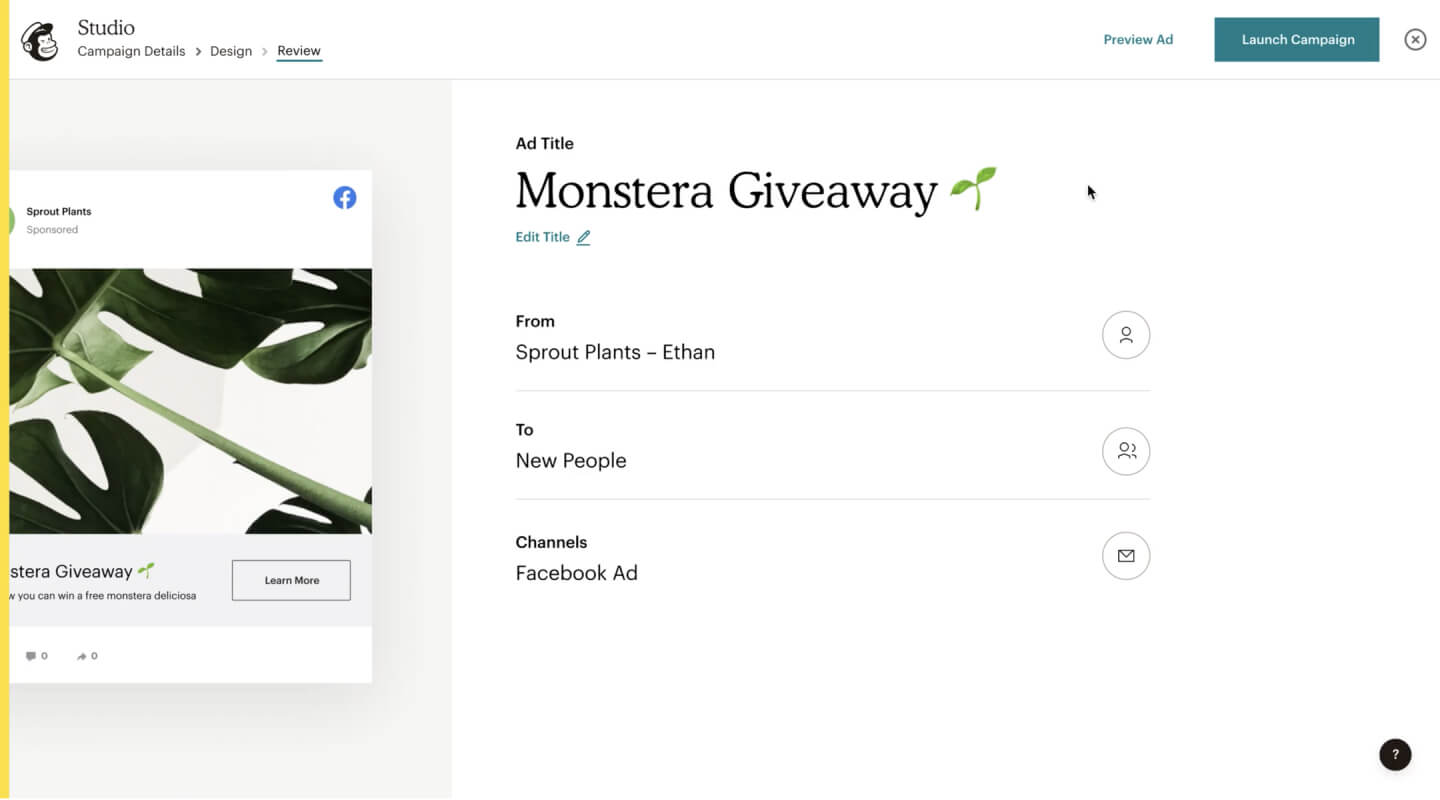 Studio
Campaign Details > Design > Review
Preview Ad
Launch Campaign
Sprout Plants
Sponsored
stera Giveaway
you can win a free monstera deliciosa
Learn More
0 0
Ad Title
Monstera Giveaway
Edit Title
From
Sprout Plants – Ethan
To
New People
Channels
Facebook Ad
?